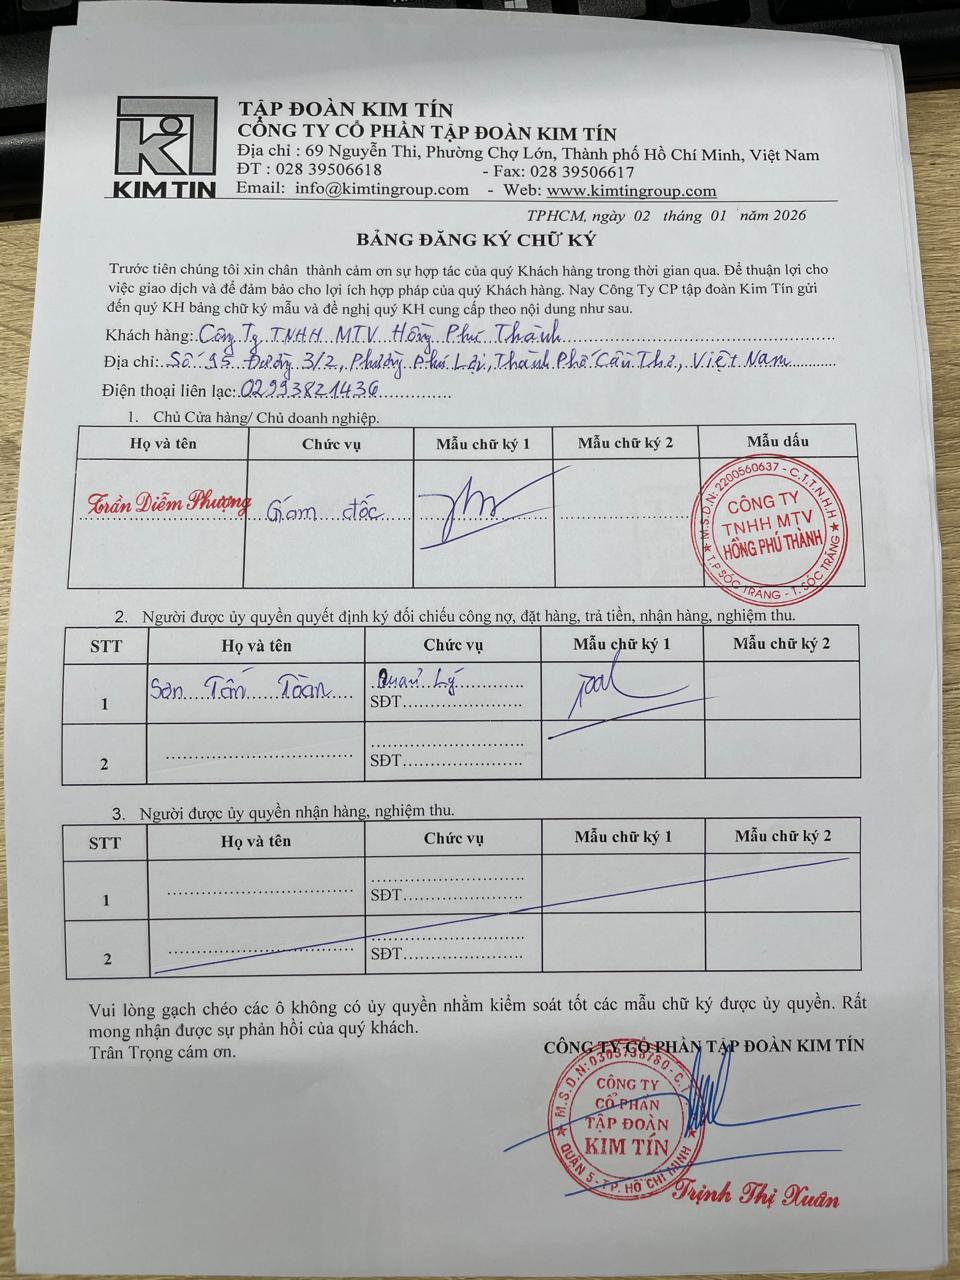 KIM TIN
TẬP ĐOÀN KIM TÍN
CÔNG TY CỔ PHẦN TẬP ĐOÀN KIM TÍN
Địa chỉ : 69 Nguyễn Thi, Phường Chợ Lớn, Thành phố Hồ Chí Minh, Việt Nam
ĐT : 028 39506618 - Fax: 028 39506617
Email: info@kimtingroup.com - Web: www.kimtingroup.com
TPHCM, ngày 02 tháng 01 năm 2026
BẢNG ĐĂNG KÝ CHỮ KÝ
Trước tiên chúng tôi xin chân thành cảm ơn sự hợp tác của quý Khách hàng trong thời gian qua. Để thuận lợi cho
việc giao dịch và để đảm bảo cho lợi ích hợp pháp của quý Khách hàng. Nay Công Ty CP tập đoàn Kim Tín gửi
đến quý KH bảng chữ ký mẫu và đề nghị quý KH cung cấp theo nội dung như sau.
Khách hàng: Công Ty TNHH MTV Hồng Phú Thành
Địa chỉ: Số 95 Đường 3/2, Phường Phú Lợi, Thành Phố Cần Thơ, Việt Nam
Điện thoại liên lạc: 02993821436
1. Chủ Cửa hàng/ Chủ doanh nghiệp.
Họ và tên Chức vụ Mẫu chữ ký 1 Mẫu chữ ký 2 Mẫu dấu
Trần Diễm Phương Giám đốc
M.S.D.N: 2200560637 - C.T.T.N.H.H
CÔNG TY
TNHH MTV
HỒNG PHÚ THÀNH
T.P SÓC TRĂNG - T. SÓC TRĂNG
2. Người được ủy quyền quyết định ký đối chiếu công nợ, đặt hàng, trả tiền, nhận hàng, nghiệm thu.
STT Họ và tên Chức vụ Mẫu chữ ký 1 Mẫu chữ ký 2
1 Sơn Tấn Toàn Quản Lý
SĐT
2 SĐT
3. Người được ủy quyền nhận hàng, nghiệm thu.
STT Họ và tên Chức vụ Mẫu chữ ký 1 Mẫu chữ ký 2
1 SĐT
2 SĐT
Vui lòng gạch chéo các ô không có ủy quyền nhằm kiểm soát tốt các mẫu chữ ký được ủy quyền. Rất
mong nhận được sự phản hồi của quý khách.
Trân Trọng cám ơn.
CÔNG TY CỔ PHẦN TẬP ĐOÀN KIM TÍN
CÔNG TY
CỔ PHẦN
TẬP ĐOÀN
KIM TÍN
QUẬN 5 - TP. HỒ CHÍ MINH
Trịnh Thị Xuân